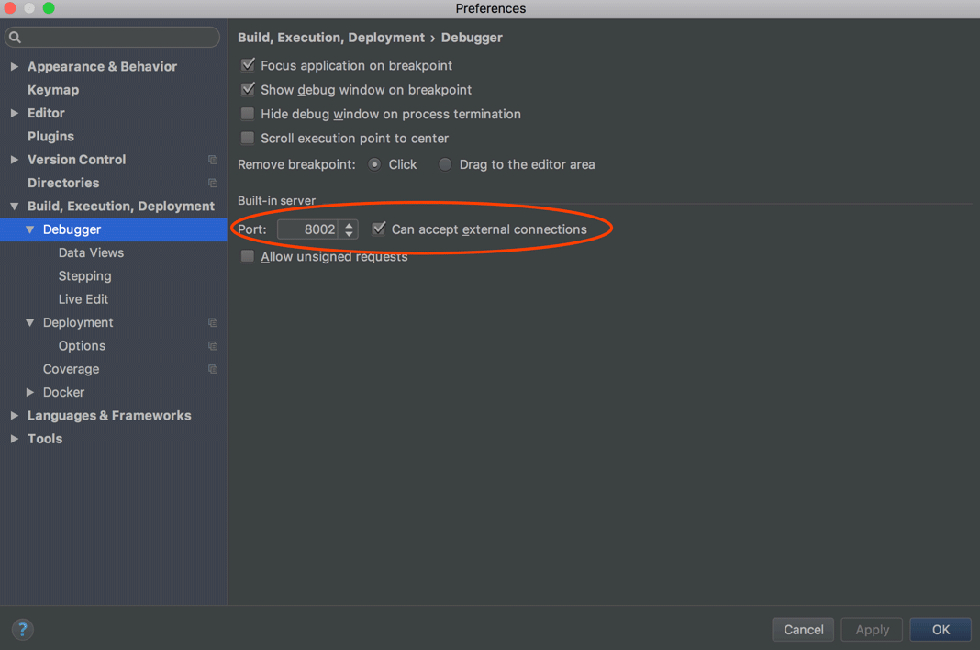 Preferences
Build, Execution, Deployment › Debugger
Appearance & Behavior
Keymap
Editor
Plugins
Version Control
Directories
Build, Execution, Deployment
Debugger
Data Views
Stepping
Live Edit
Deployment
Options
Coverage
Docker
Languages & Frameworks
Tools
Focus application on breakpoint
Show debug window on breakpoint
Hide debug window on process termination
Scroll execution point to center
Remove breakpoint: Click Drag to the editor area
Built-in server
Port: 8002 Can accept external connections
Allow unsigned requests
? Cancel Apply OK